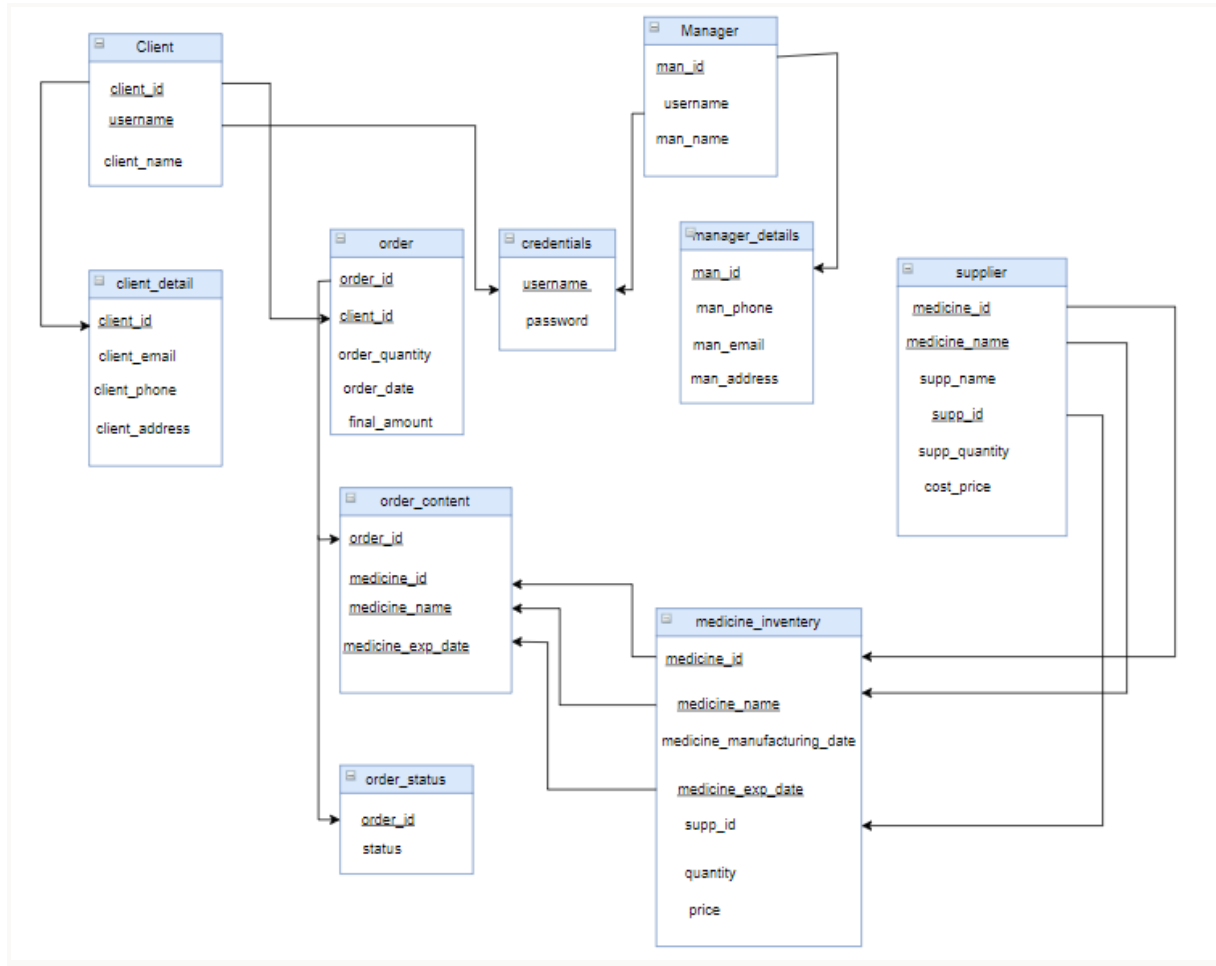 Client
client_id
username
client_name
Manager
man_id
username
man_name
client_detail
client_id
client_email
client_phone
client_address
order
order_id
client_id
order_quantity
order_date
final_amount
credentials
username
password
manager_details
man_id
man_phone
man_email
man_address
supplier
medicine_id
medicine_name
supp_name
supp_id
supp_quantity
cost_price
order_content
order_id
medicine_id
medicine_name
medicine_exp_date
medicine_inventery
medicine_id
medicine_name
medicine_manufacturing_date
medicine_exp_date
supp_id
quantity
price
order_status
order_id
status